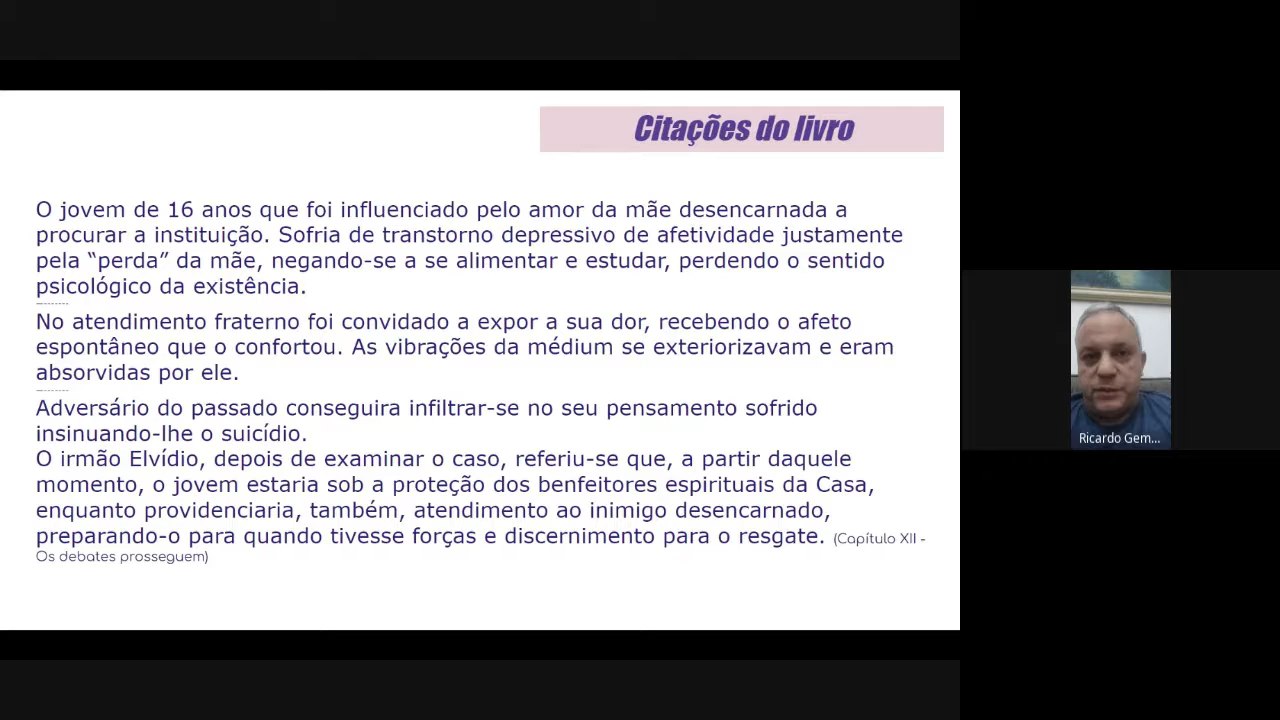 Citações do livro
O jovem de 16 anos que foi influenciado pelo amor da mãe desencarnada a
procurar a instituição. Sofria de transtorno depressivo de afetividade justamente
pela “perda” da mãe, negando-se a se alimentar e estudar, perdendo o sentido
psicológico da existência.
No atendimento fraterno foi convidado a expor a sua dor, recebendo o afeto
espontâneo que o confortou. As vibrações da médium se exteriorizavam e eram
absorvidas por ele.
Adversário do passado conseguira infiltrar-se no seu pensamento sofrido
insinuando-lhe o suicídio.
O irmão Elvídio, depois de examinar o caso, referiu-se que, a partir daquele
momento, o jovem estaria sob a proteção dos benfeitores espirituais da Casa,
enquanto providenciaria, também, atendimento ao inimigo desencarnado,
preparando-o para quando tivesse forças e discernimento para o resgate. (Capítulo XII -
Os debates prosseguem)
Ricardo Gem...